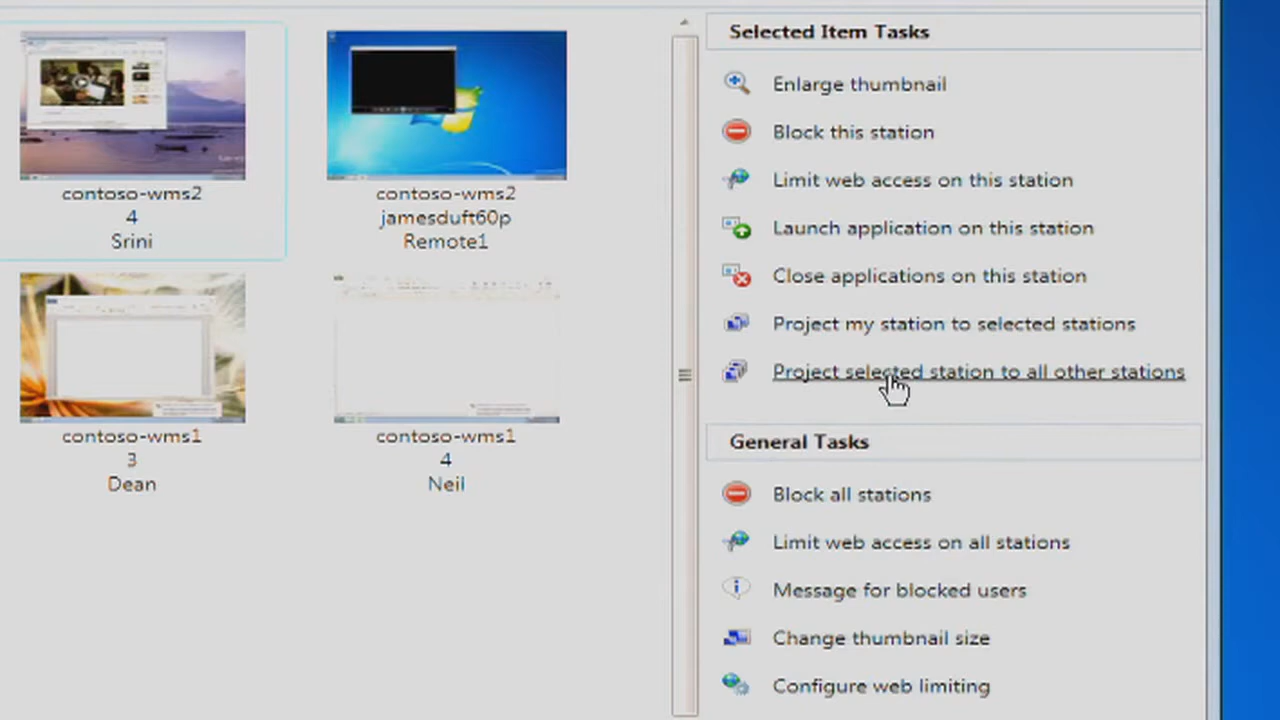 contoso-wms2
4
Srini
contoso-wms2
jamesduft60p
Remote1
contoso-wms1
3
Dean
contoso-wms1
4
Neil
Selected Item Tasks
Enlarge thumbnail
Block this station
Limit web access on this station
Launch application on this station
Close applications on this station
Project my station to selected stations
Project selected station to all other stations
General Tasks
Block all stations
Limit web access on all stations
Message for blocked users
Change thumbnail size
Configure web limiting